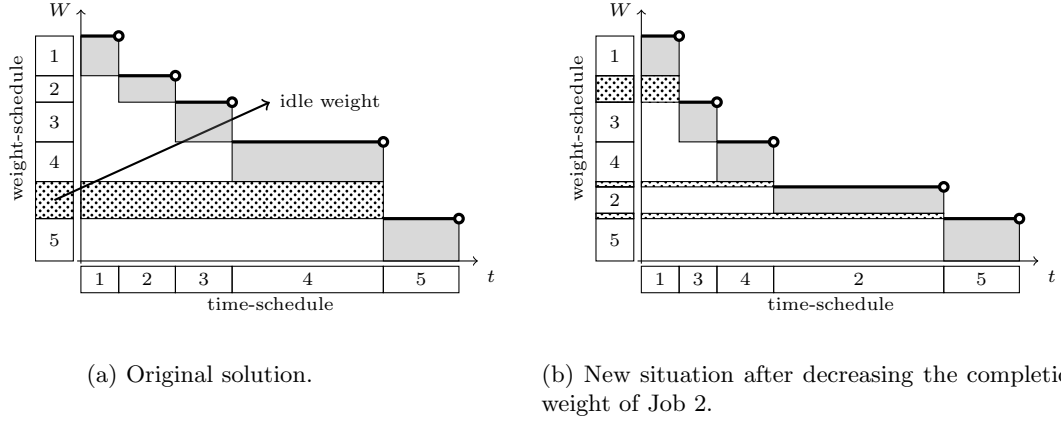 W
weight-schedule
1
2
3
4
5
idle weight
1 2 3 4 5
t
time-schedule
(a) Original solution.
W
weight-schedule
1
3
4
2
5
1 3 4 2 5
t
time-schedule
(b) New situation after decreasing the completi
weight of Job 2.